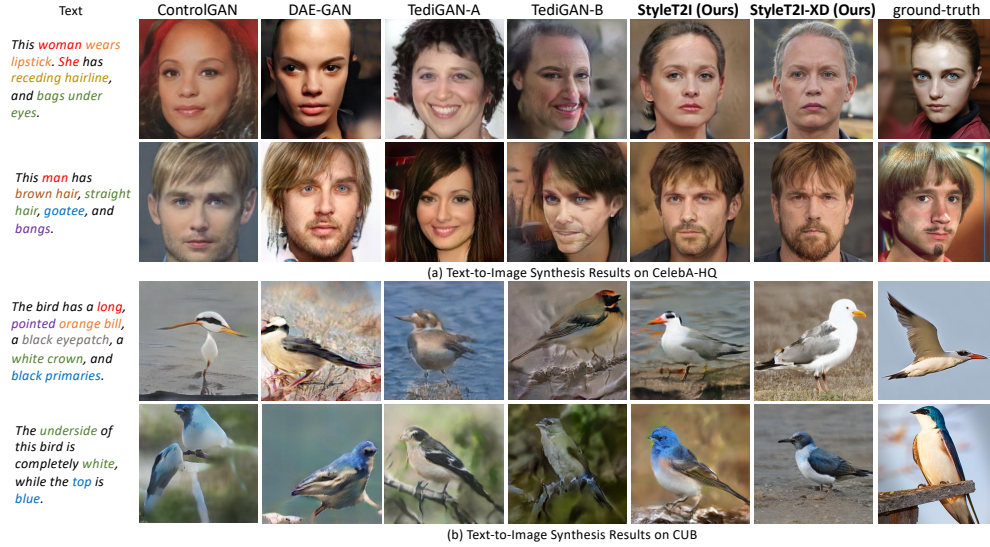 Text ControlGAN DAE-GAN TediGAN-A TediGAN-B StyleT2I (Ours) StyleT2I-XD (Ours) ground-truth
This woman wears
lipstick. She has
receding hairline,
and bags under
eyes.
This man has
brown hair, straight
hair, goatee, and
bangs.
(a) Text-to-Image Synthesis Results on CelebA-HQ
The bird has a long,
pointed orange bill,
a black eyepatch, a
white crown, and
black primaries.
The underside of
this bird is
completely white,
while the top is
blue.
(b) Text-to-Image Synthesis Results on CUB